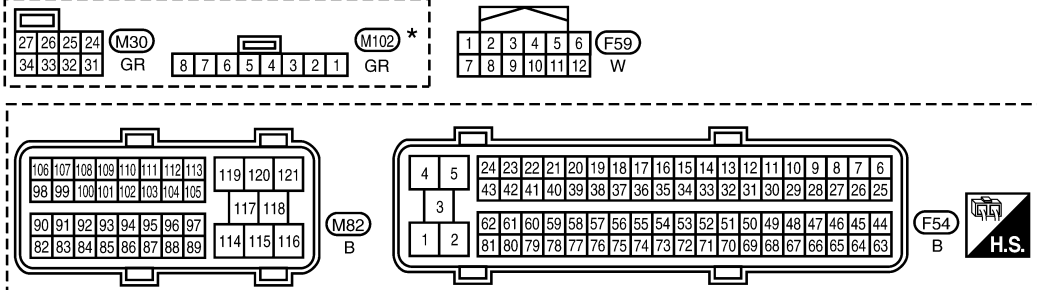 27 26 25 24
34 33 32 31
M30
GR
8 7 6 5 4 3 2 1
M102 *
GR
1 2 3 4 5 6
7 8 9 10 11 12
F59
W
106 107 108 109 110 111 112 113
98 99 100 101 102 103 104 105
90 91 92 93 94 95 96 97
82 83 84 85 86 87 88 89
119 120 121
117 118
114 115 116
M82
B
4 5
3
1 2
24 23 22 21 20 19 18 17 16 15 14 13 12 11 10 9 8 7 6
43 42 41 40 39 38 37 36 35 34 33 32 31 30 29 28 27 26 25
62 61 60 59 58 57 56 55 54 53 52 51 50 49 48 47 46 45 44
81 80 79 78 77 76 75 74 73 72 71 70 69 68 67 66 65 64 63
F54
B
H.S.